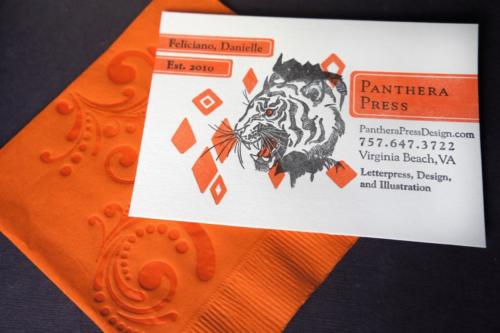 Feliciano, Danielle
Est. 2010
Panthera
Press
PantheraPressDesign.com
757.647.3722
Virginia Beach, VA
Letterpress, Design,
and Illustration